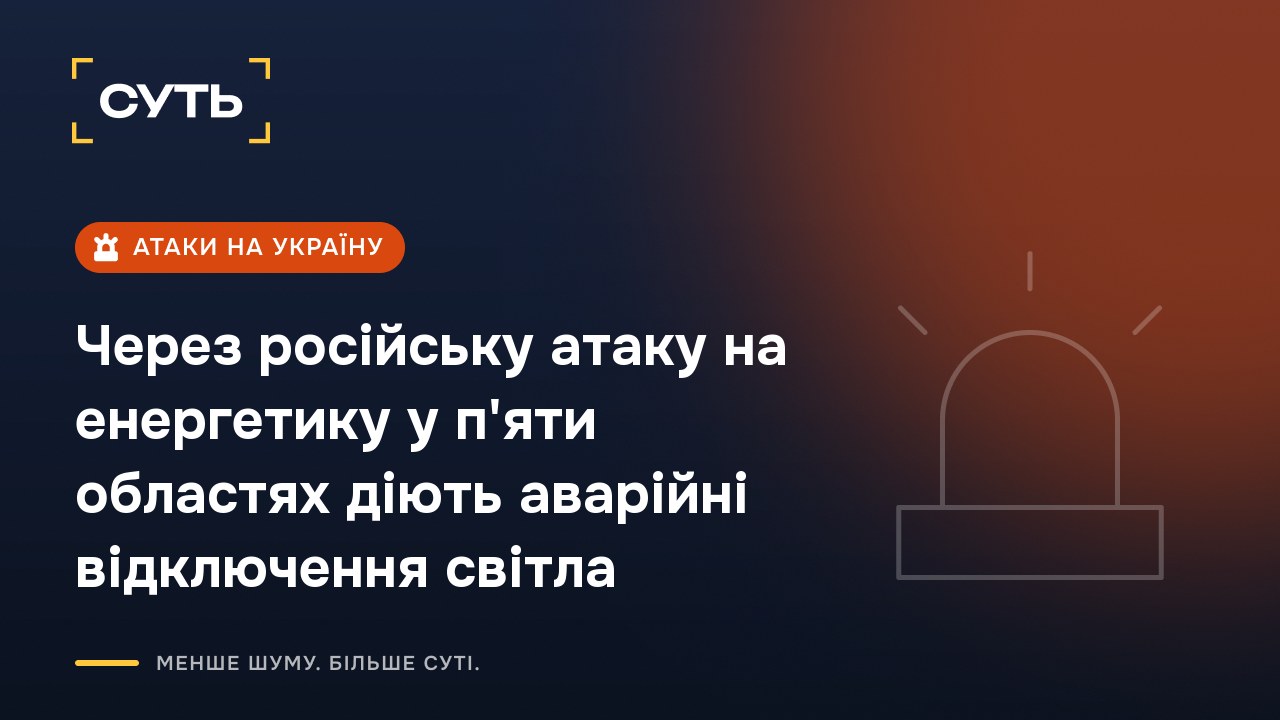 СУТЬ
АТАКИ НА УКРАЇНУ
Через російську атаку на
енергетику у п'яти
областях діють аварійні
відключення світла
МЕНШЕ ШУМУ. БІЛЬШЕ СУТІ.